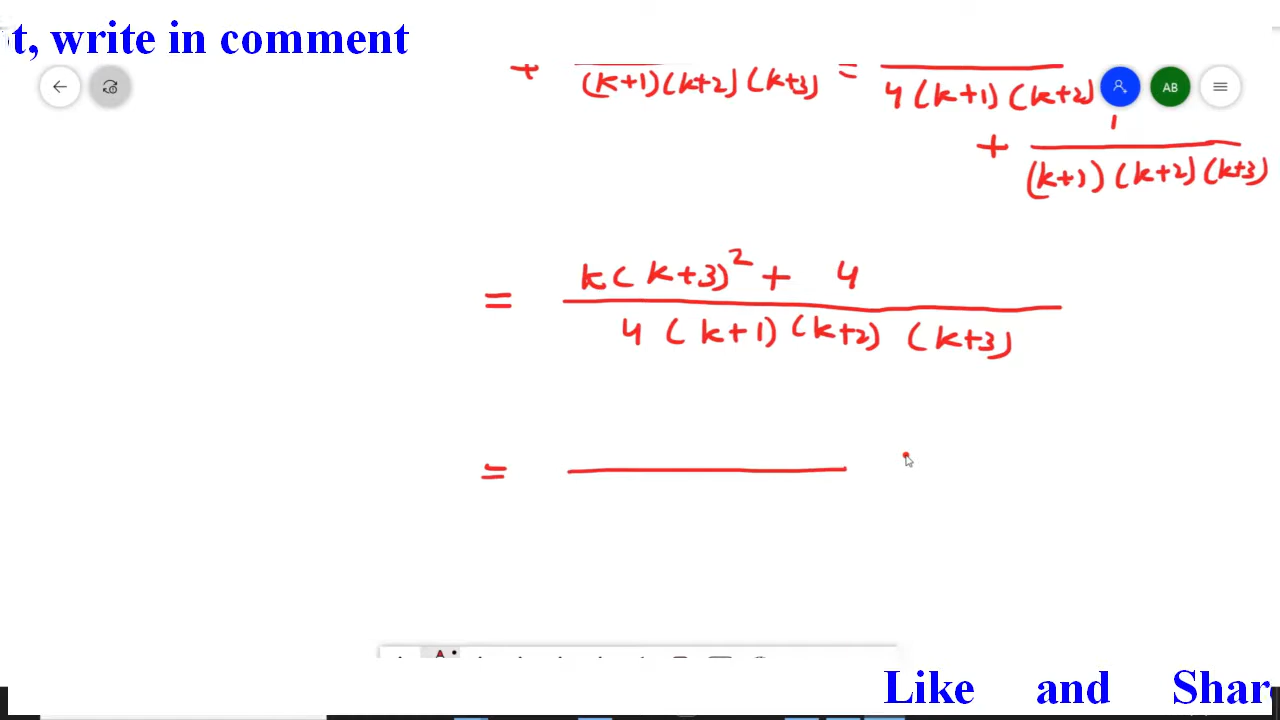 t, write in comment
+ (k+1)(k+2)(k+3) = 4(k+1)(k+2)
AB
+ 1/(k+1)(k+2)(k+3)
= k(k+3)² + 4
4(k+1)(k+2)(k+3)
=
Like and Shar